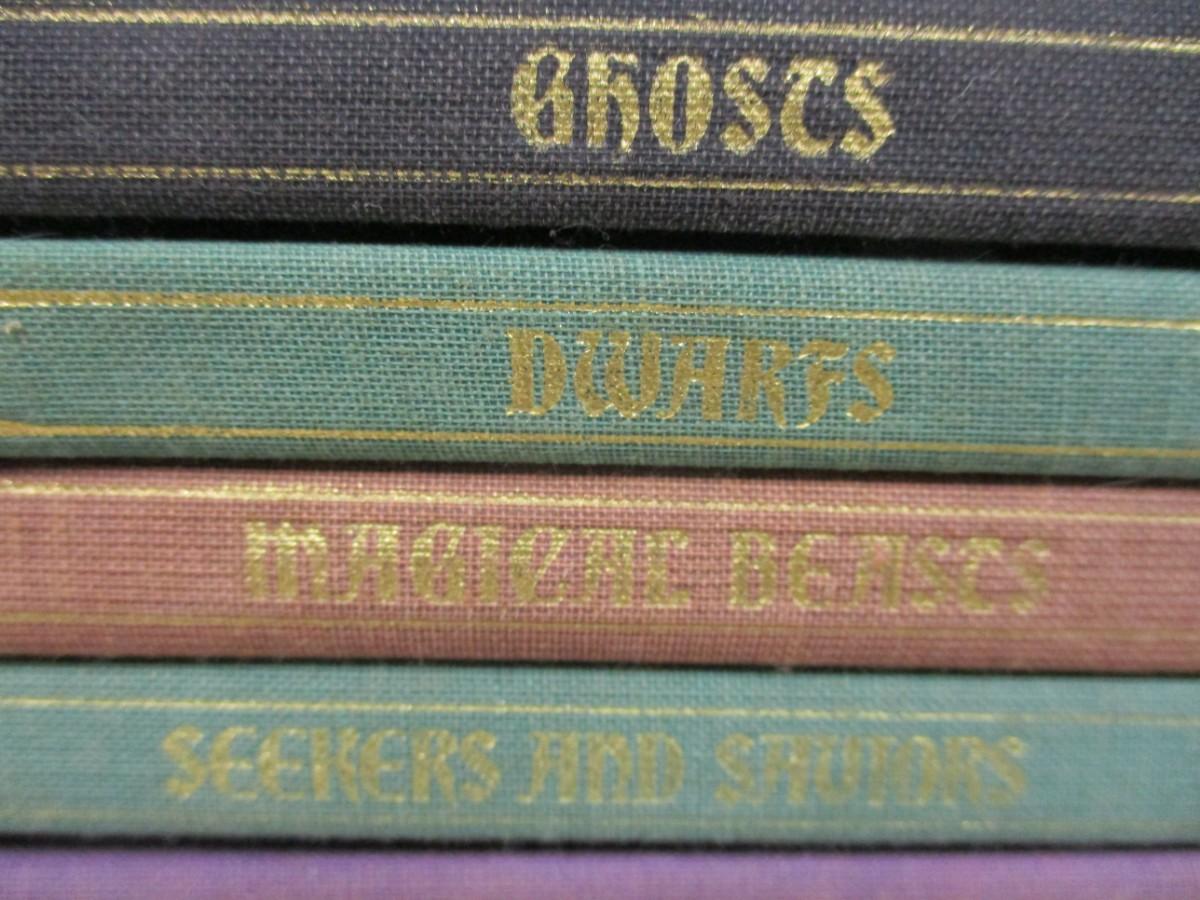 GHOSTS
DWARFS
MAGICAL BEASTS
SEEKERS AND SAVIORS